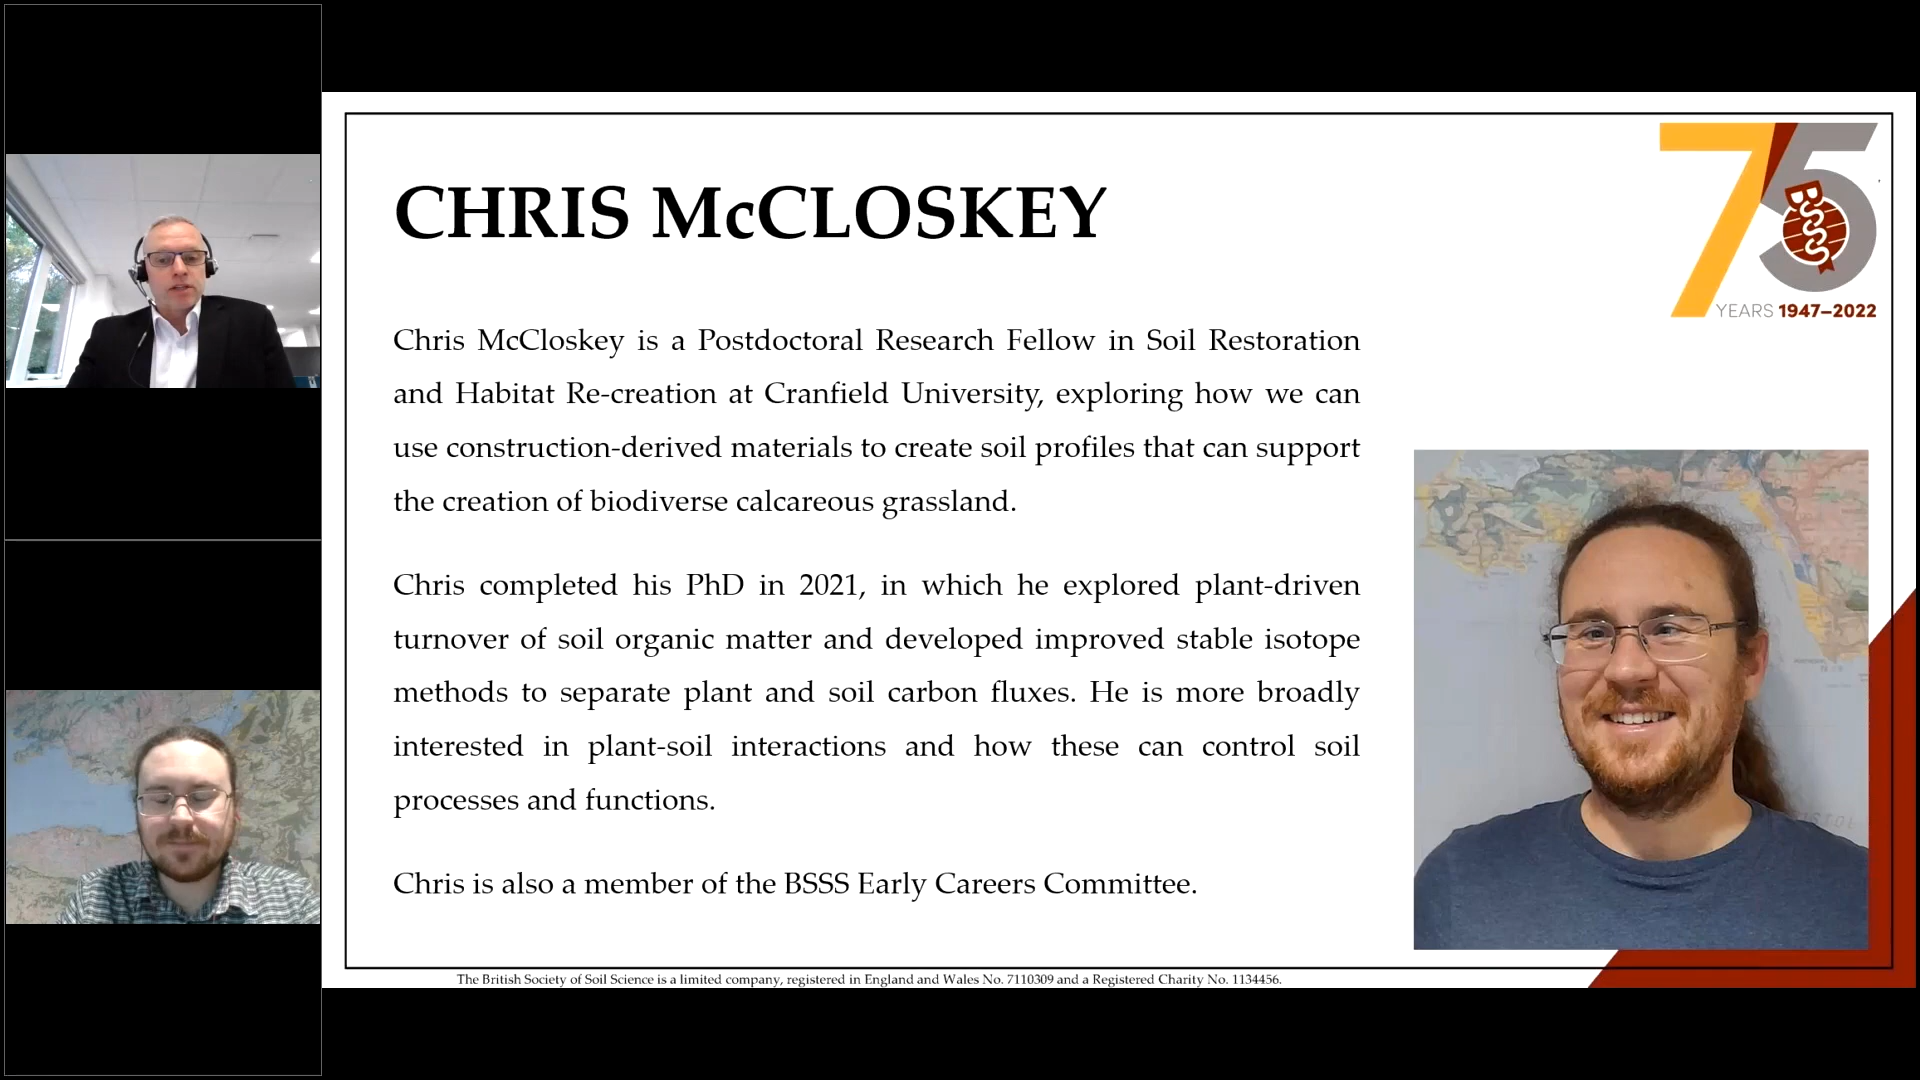 CHRIS McCLOSKEY
75
BSSS
YEARS 1947–2022
Chris McCloskey is a Postdoctoral Research Fellow in Soil Restoration
and Habitat Re-creation at Cranfield University, exploring how we can
use construction-derived materials to create soil profiles that can support
the creation of biodiverse calcareous grassland.
Chris completed his PhD in 2021, in which he explored plant-driven
turnover of soil organic matter and developed improved stable isotope
methods to separate plant and soil carbon fluxes. He is more broadly
interested in plant-soil interactions and how these can control soil
processes and functions.
Chris is also a member of the BSSS Early Careers Committee.
The British Society of Soil Science is a limited company, registered in England and Wales No. 7110309 and a Registered Charity No. 1134456.